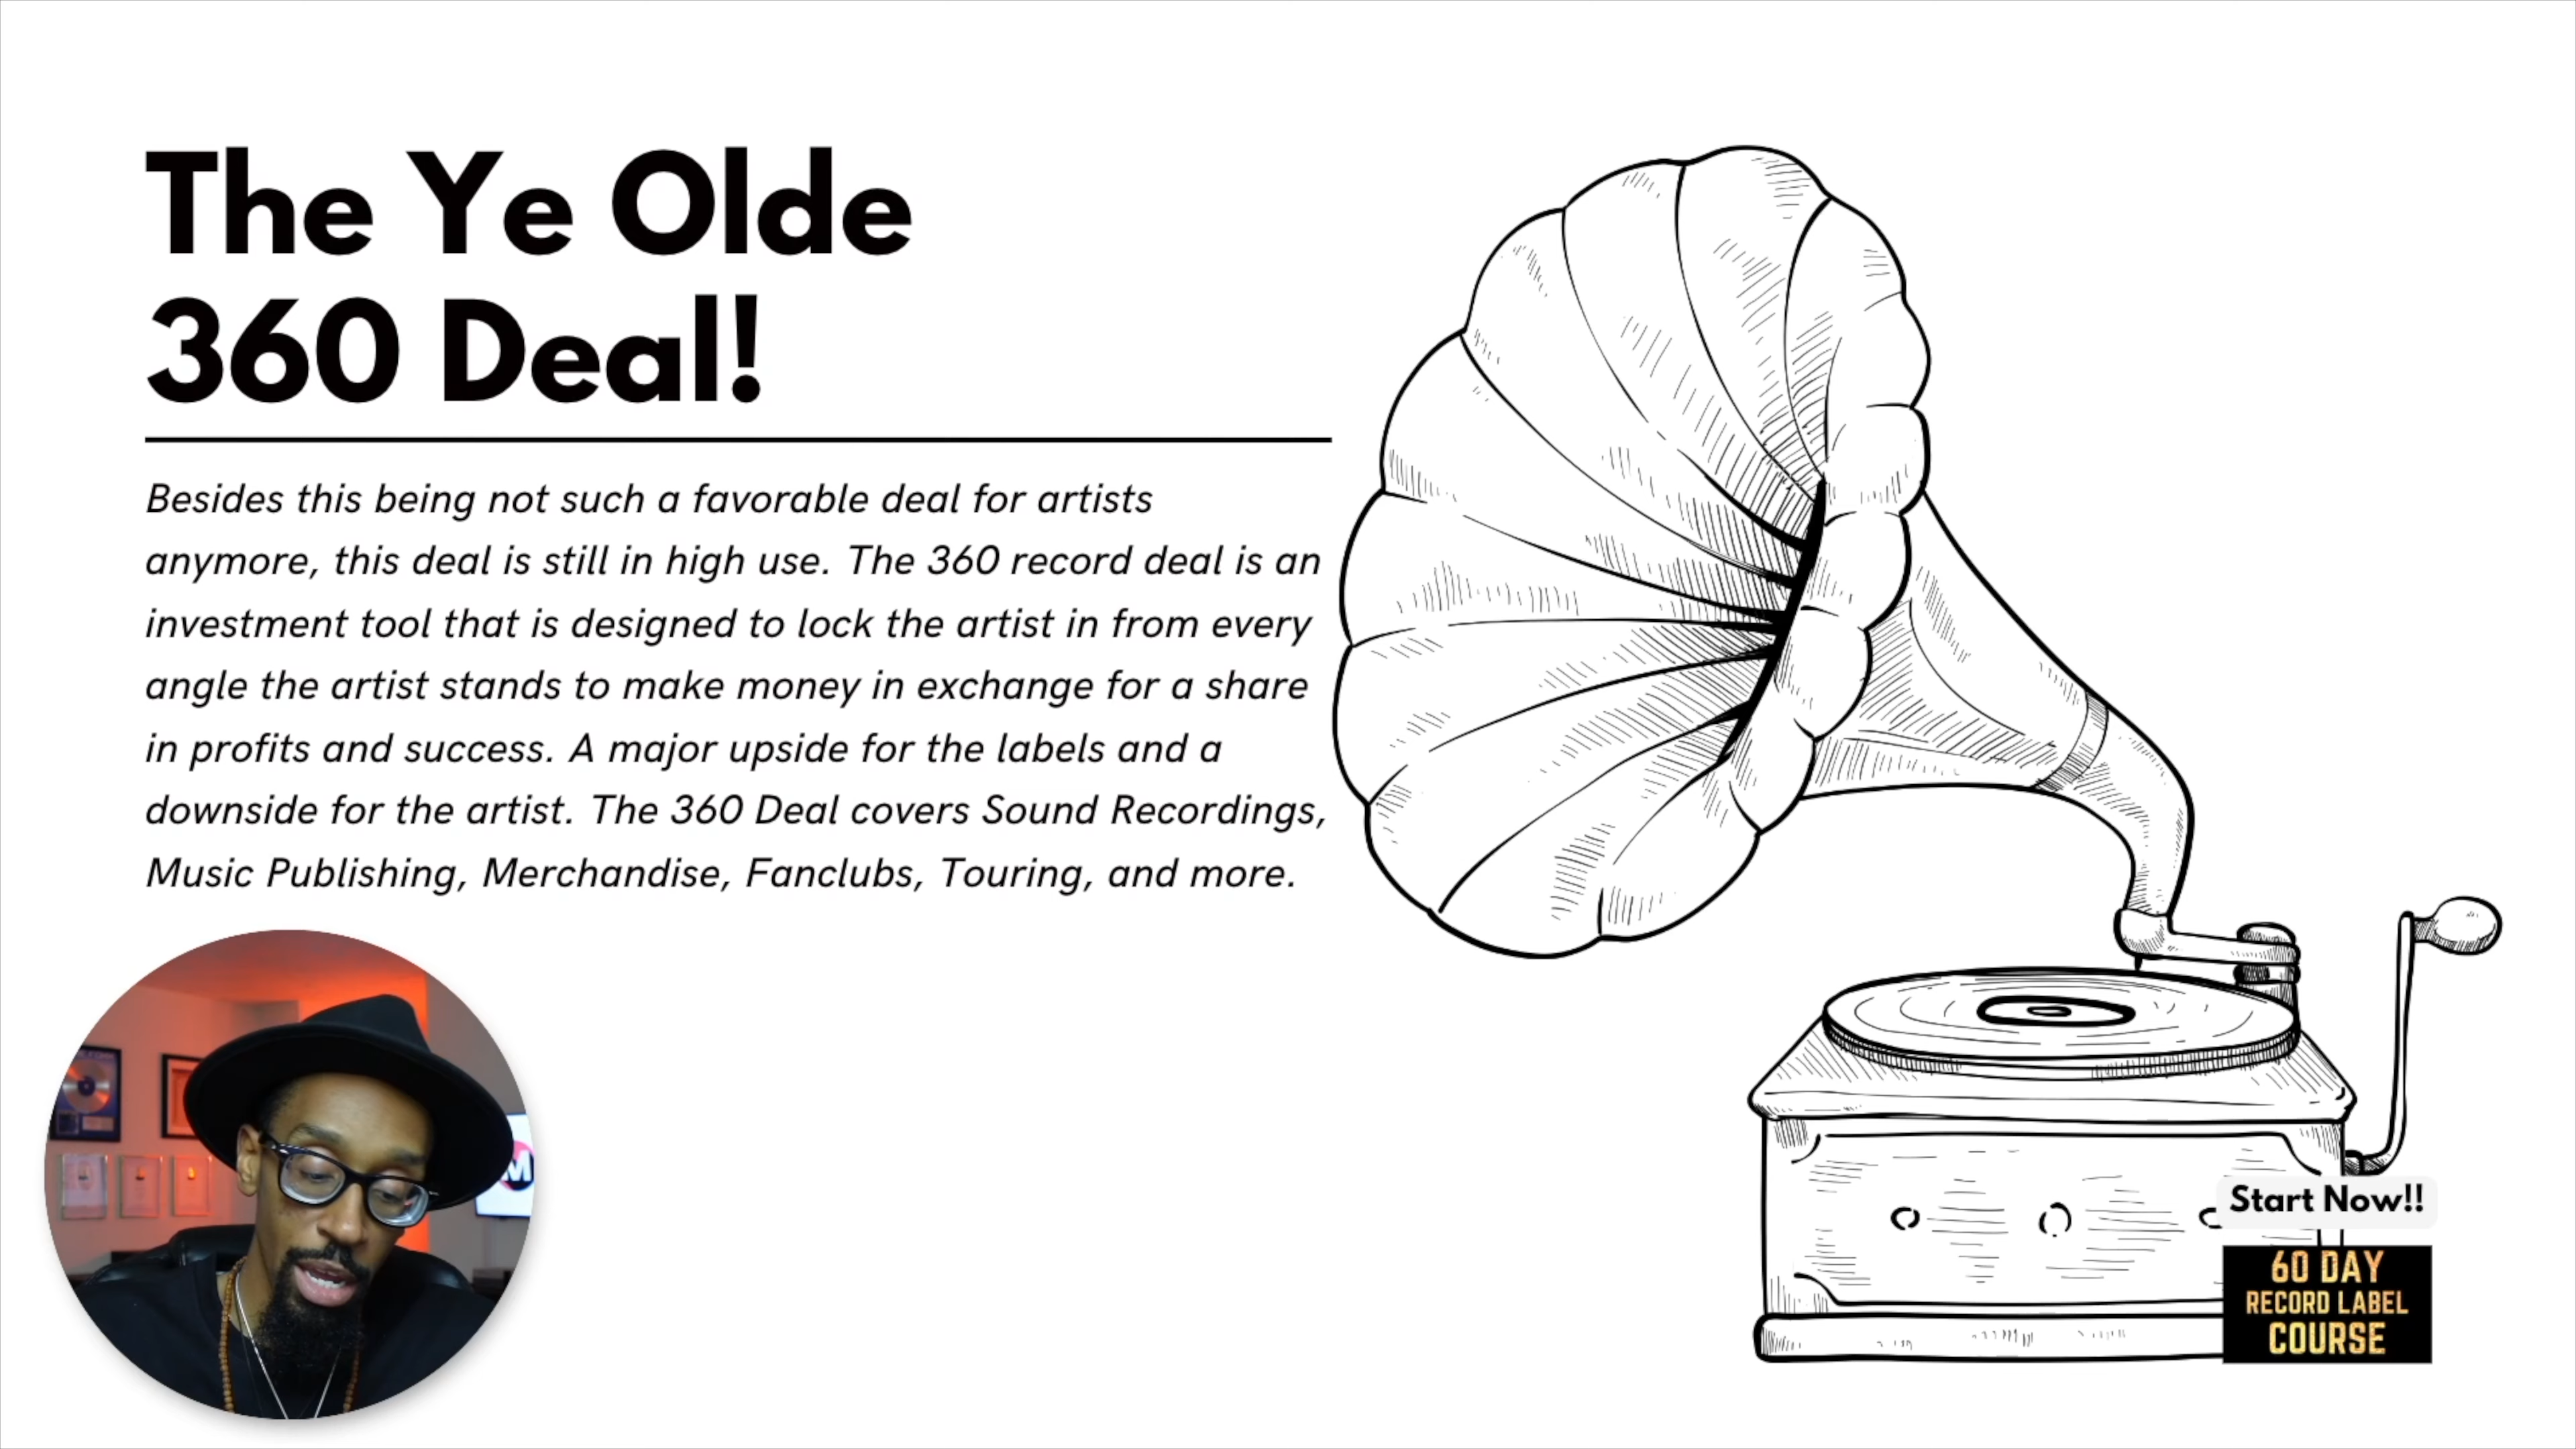 The Ye Olde
360 Deal!
Besides this being not such a favorable deal for artists
anymore, this deal is still in high use. The 360 record deal is an
investment tool that is designed to lock the artist in from every
angle the artist stands to make money in exchange for a share
in profits and success. A major upside for the labels and a
downside for the artist. The 360 Deal covers Sound Recordings,
Music Publishing, Merchandise, Fanclubs, Touring, and more.
M
Start Now!!
60 DAY
RECORD LABEL
COURSE